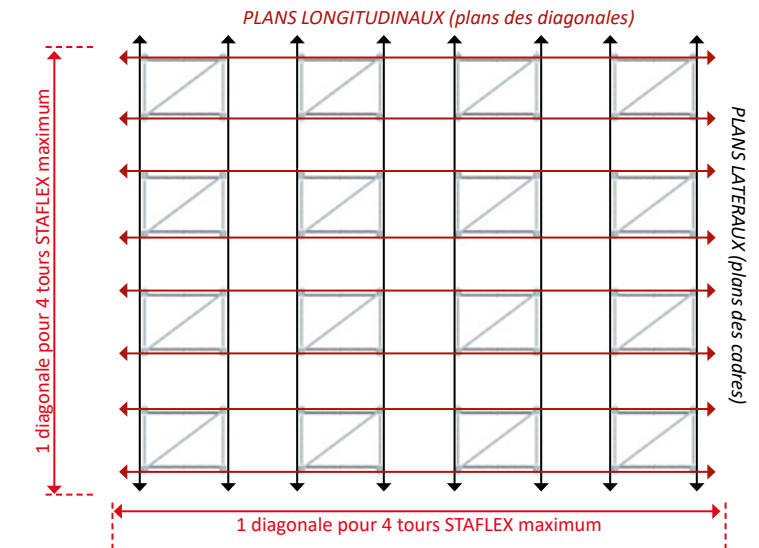 PLANS LONGITUDINAUX (plans des diagonales)
1 diagonale pour 4 tours STAFLEX maximum
PLANS LATERAUX (plans des cadres)
1 diagonale pour 4 tours STAFLEX maximum